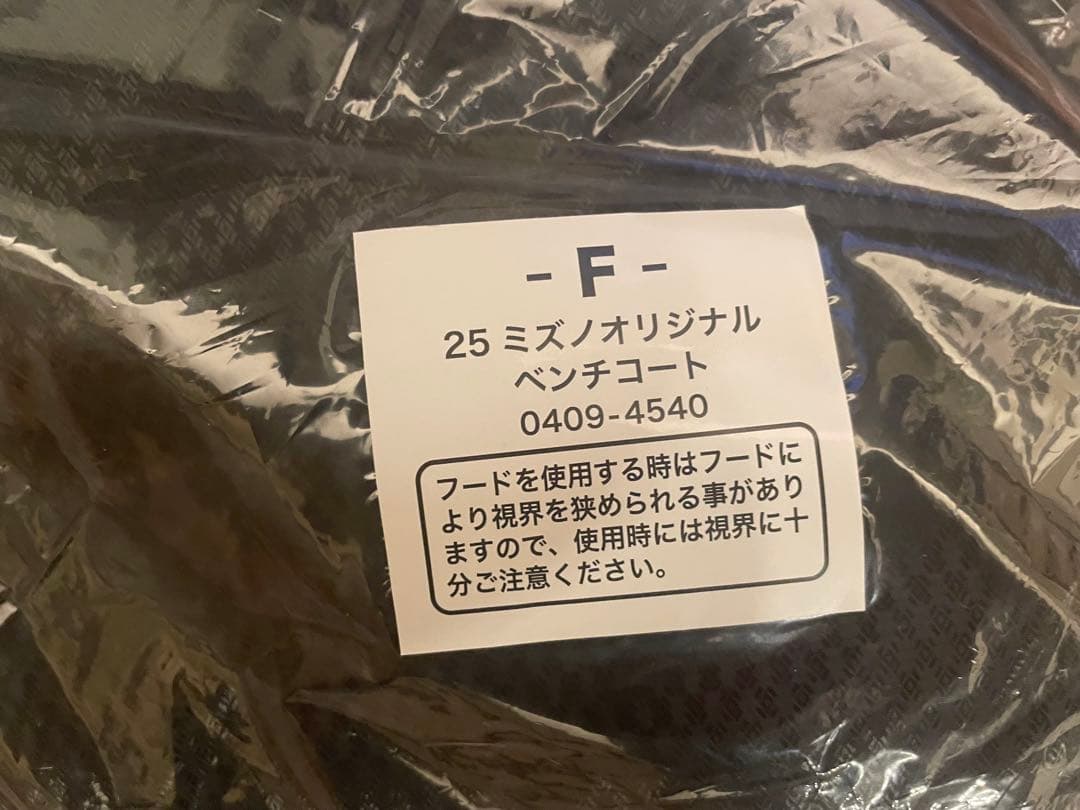 - F -
25 ミズノオリジナル
ベンチコート
0409-4540
フードを使用する時はフードに
より視界を狭められる事があり
ますので、使用時には視界に十
分ご注意ください。